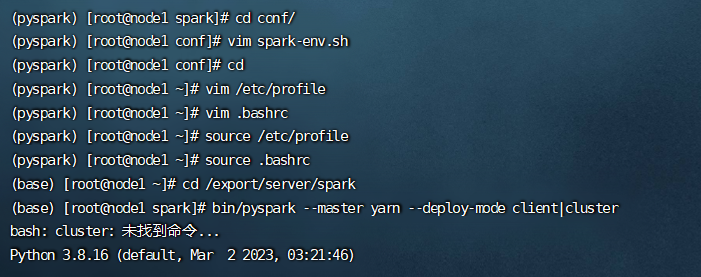 (pyspark) [root@node1 spark]# cd conf/
(pyspark) [root@node1 conf]# vim spark-env.sh
(pyspark) [root@node1 conf]# cd
(pyspark) [root@node1 ~]# vim /etc/profile
(pyspark) [root@node1 ~]# vim .bashrc
(pyspark) [root@node1 ~]# source /etc/profile
(pyspark) [root@node1 ~]# source .bashrc
(base) [root@node1 ~]# cd /export/server/spark
(base) [root@node1 spark]# bin/pyspark --master yarn --deploy-mode client|cluster
bash: cluster: 未找到命令...
Python 3.8.16 (default, Mar  2 2023, 03:21:46)